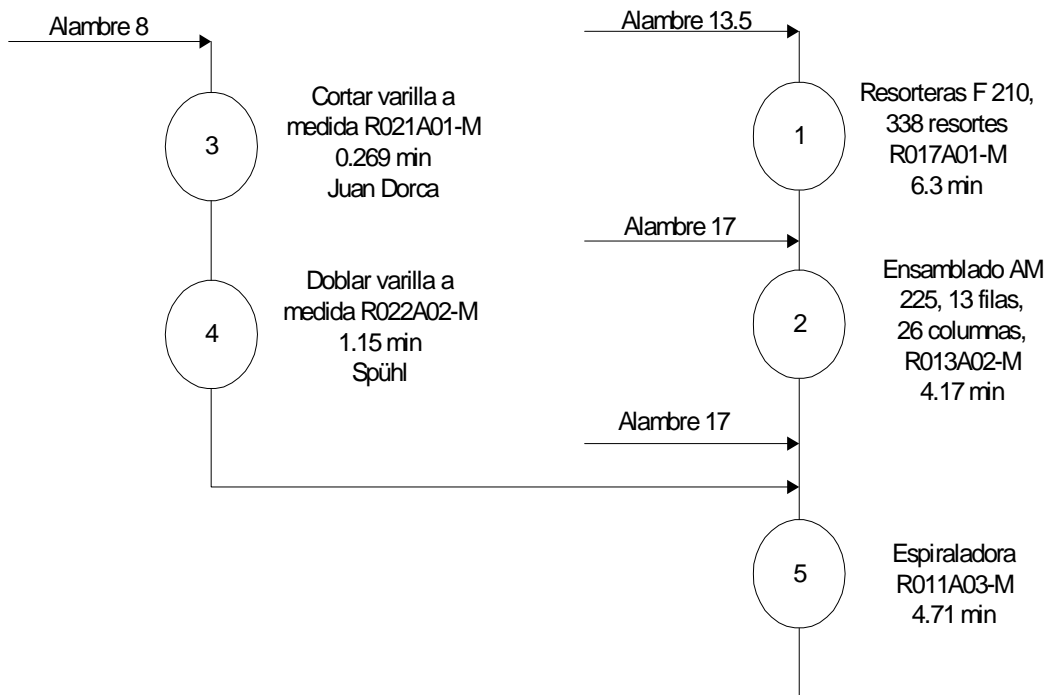 Alambre 8
3
Cortar varilla a
medida R021A01-M
0.269 min
Juan Dorca
4
Doblar varilla a
medida R022A02-M
1.15 min
Spühl
Alambre 13.5
1
Resorteras F 210,
338 resortes
R017A01-M
6.3 min
Alambre 17
2
Ensamblado AM
225, 13 filas,
26 columnas,
R013A02-M
4.17 min
Alambre 17
5
Espiraladora
R011A03-M
4.71 min